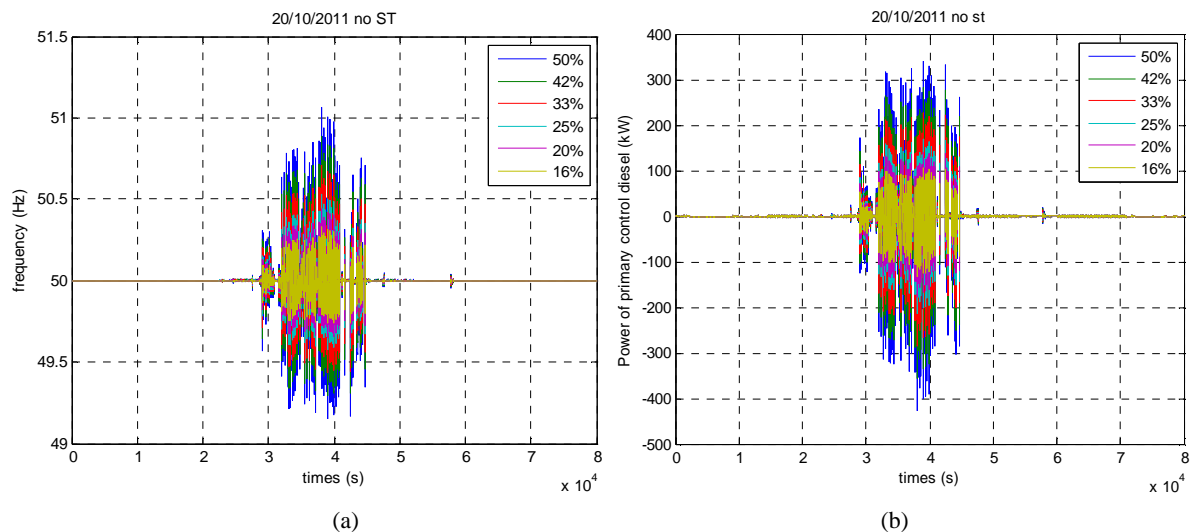 20/10/2011 no ST
51.5
51
50.5
50
49.5
49
frequency (Hz)
50%
42%
33%
25%
20%
16%
0 1 2 3 4 5 6 7 8
times (s)
x 10^4
(a)
20/10/2011 no st
400
300
200
100
0
-100
-200
-300
-400
-500
Power of primary control diesel (kW)
50%
42%
33%
25%
20%
16%
0 1 2 3 4 5 6 7 8
times (s)
x 10^4
(b)